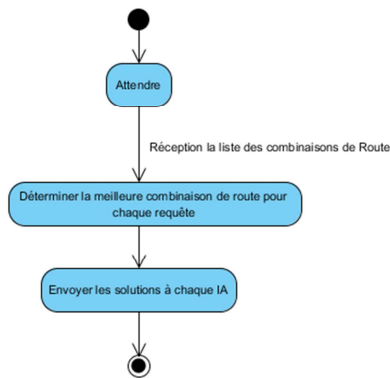 Attendre
Réception la liste des combinaisons de Route
Déterminer la meilleure combinaison de route pour
chaque requête
Envoyer les solutions à chaque IA